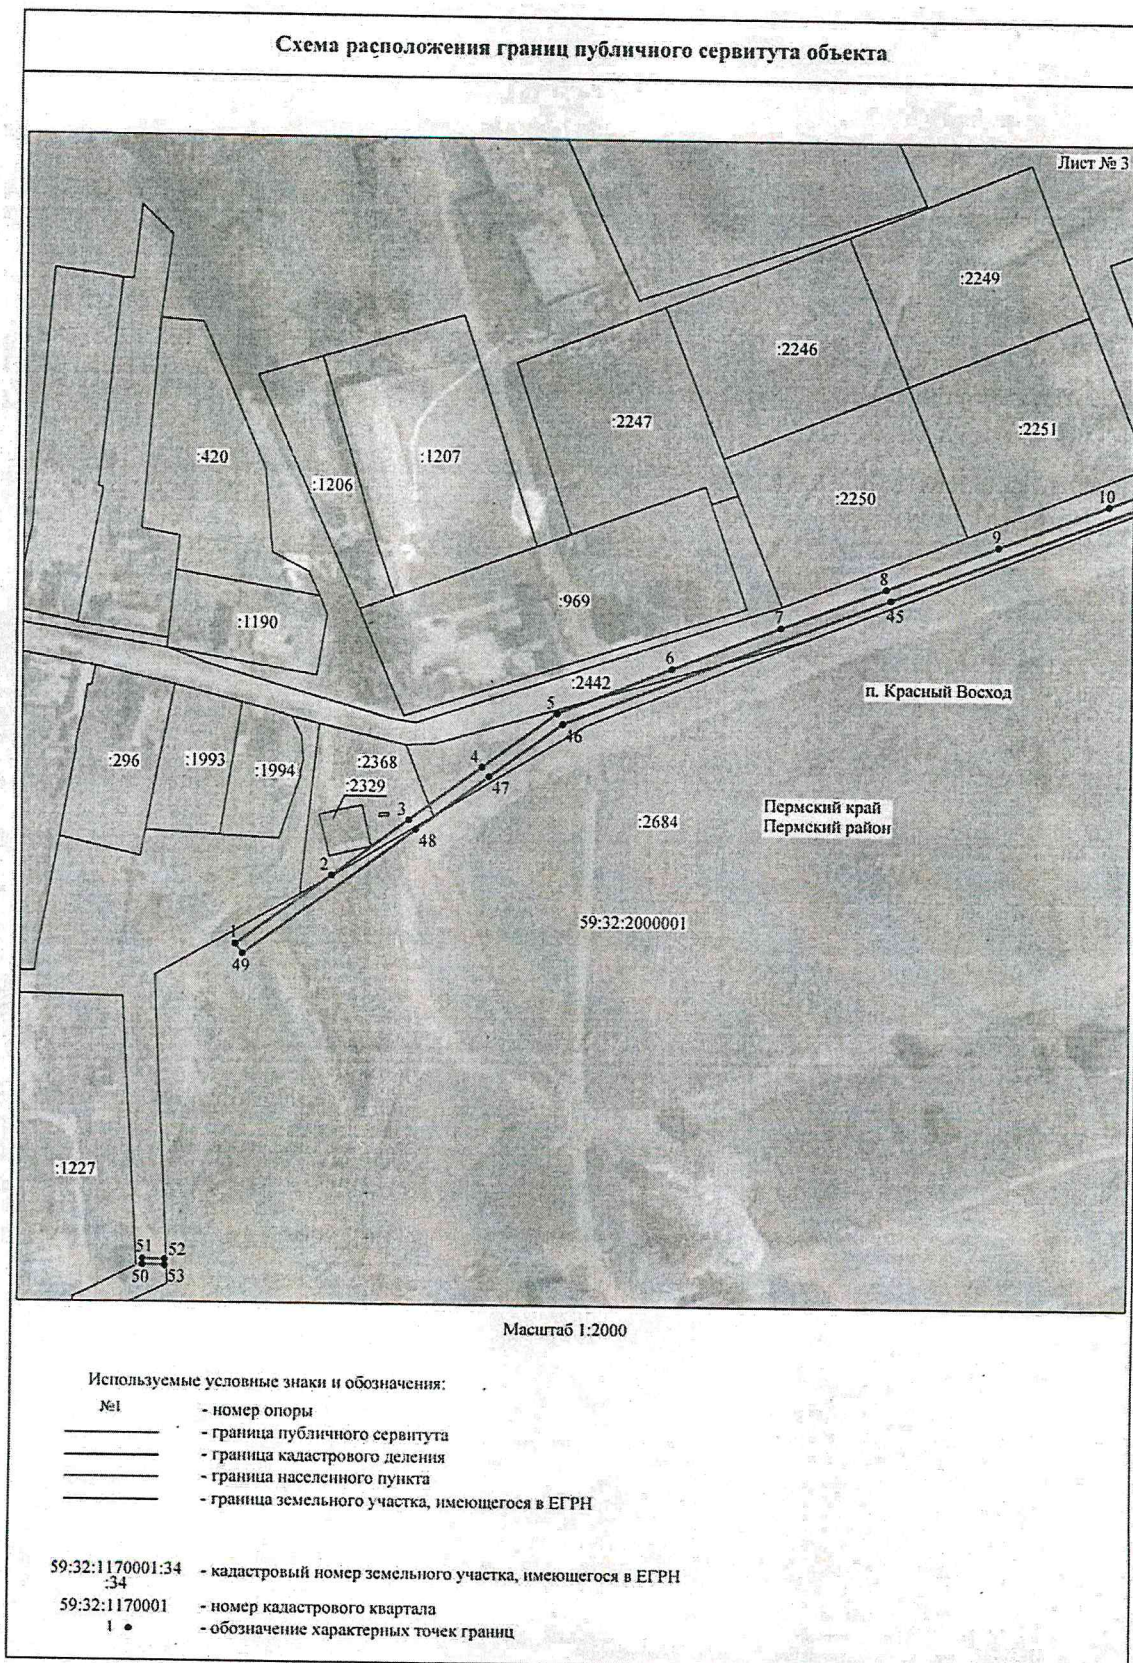 Схема расположения границ публичного сервитута объекта
Лист № 3
:2249
:2246
:2247
:2251
:420
:1207
:1206
:2250
10
9
8
:969
45
:1190
7
6
:2442
п. Красный Восход
5
46
:296
:1993
:1994
:2368
4
:2329
47
3
Пермский край
:2684
Пермский район
48
2
59:32:2000001
1
49
:1227
51
52
50
53
Масштаб 1:2000
Используемые условные знаки и обозначения:
№1 - номер опоры
- граница публичного сервитута
- граница кадастрового деления
- граница населенного пункта
- граница земельного участка, имеющегося в ЕГРН
59:32:1170001:34 - кадастровый номер земельного участка, имеющегося в ЕГРН
:34
59:32:1170001 - номер кадастрового квартала
1 - обозначение характерных точек границ